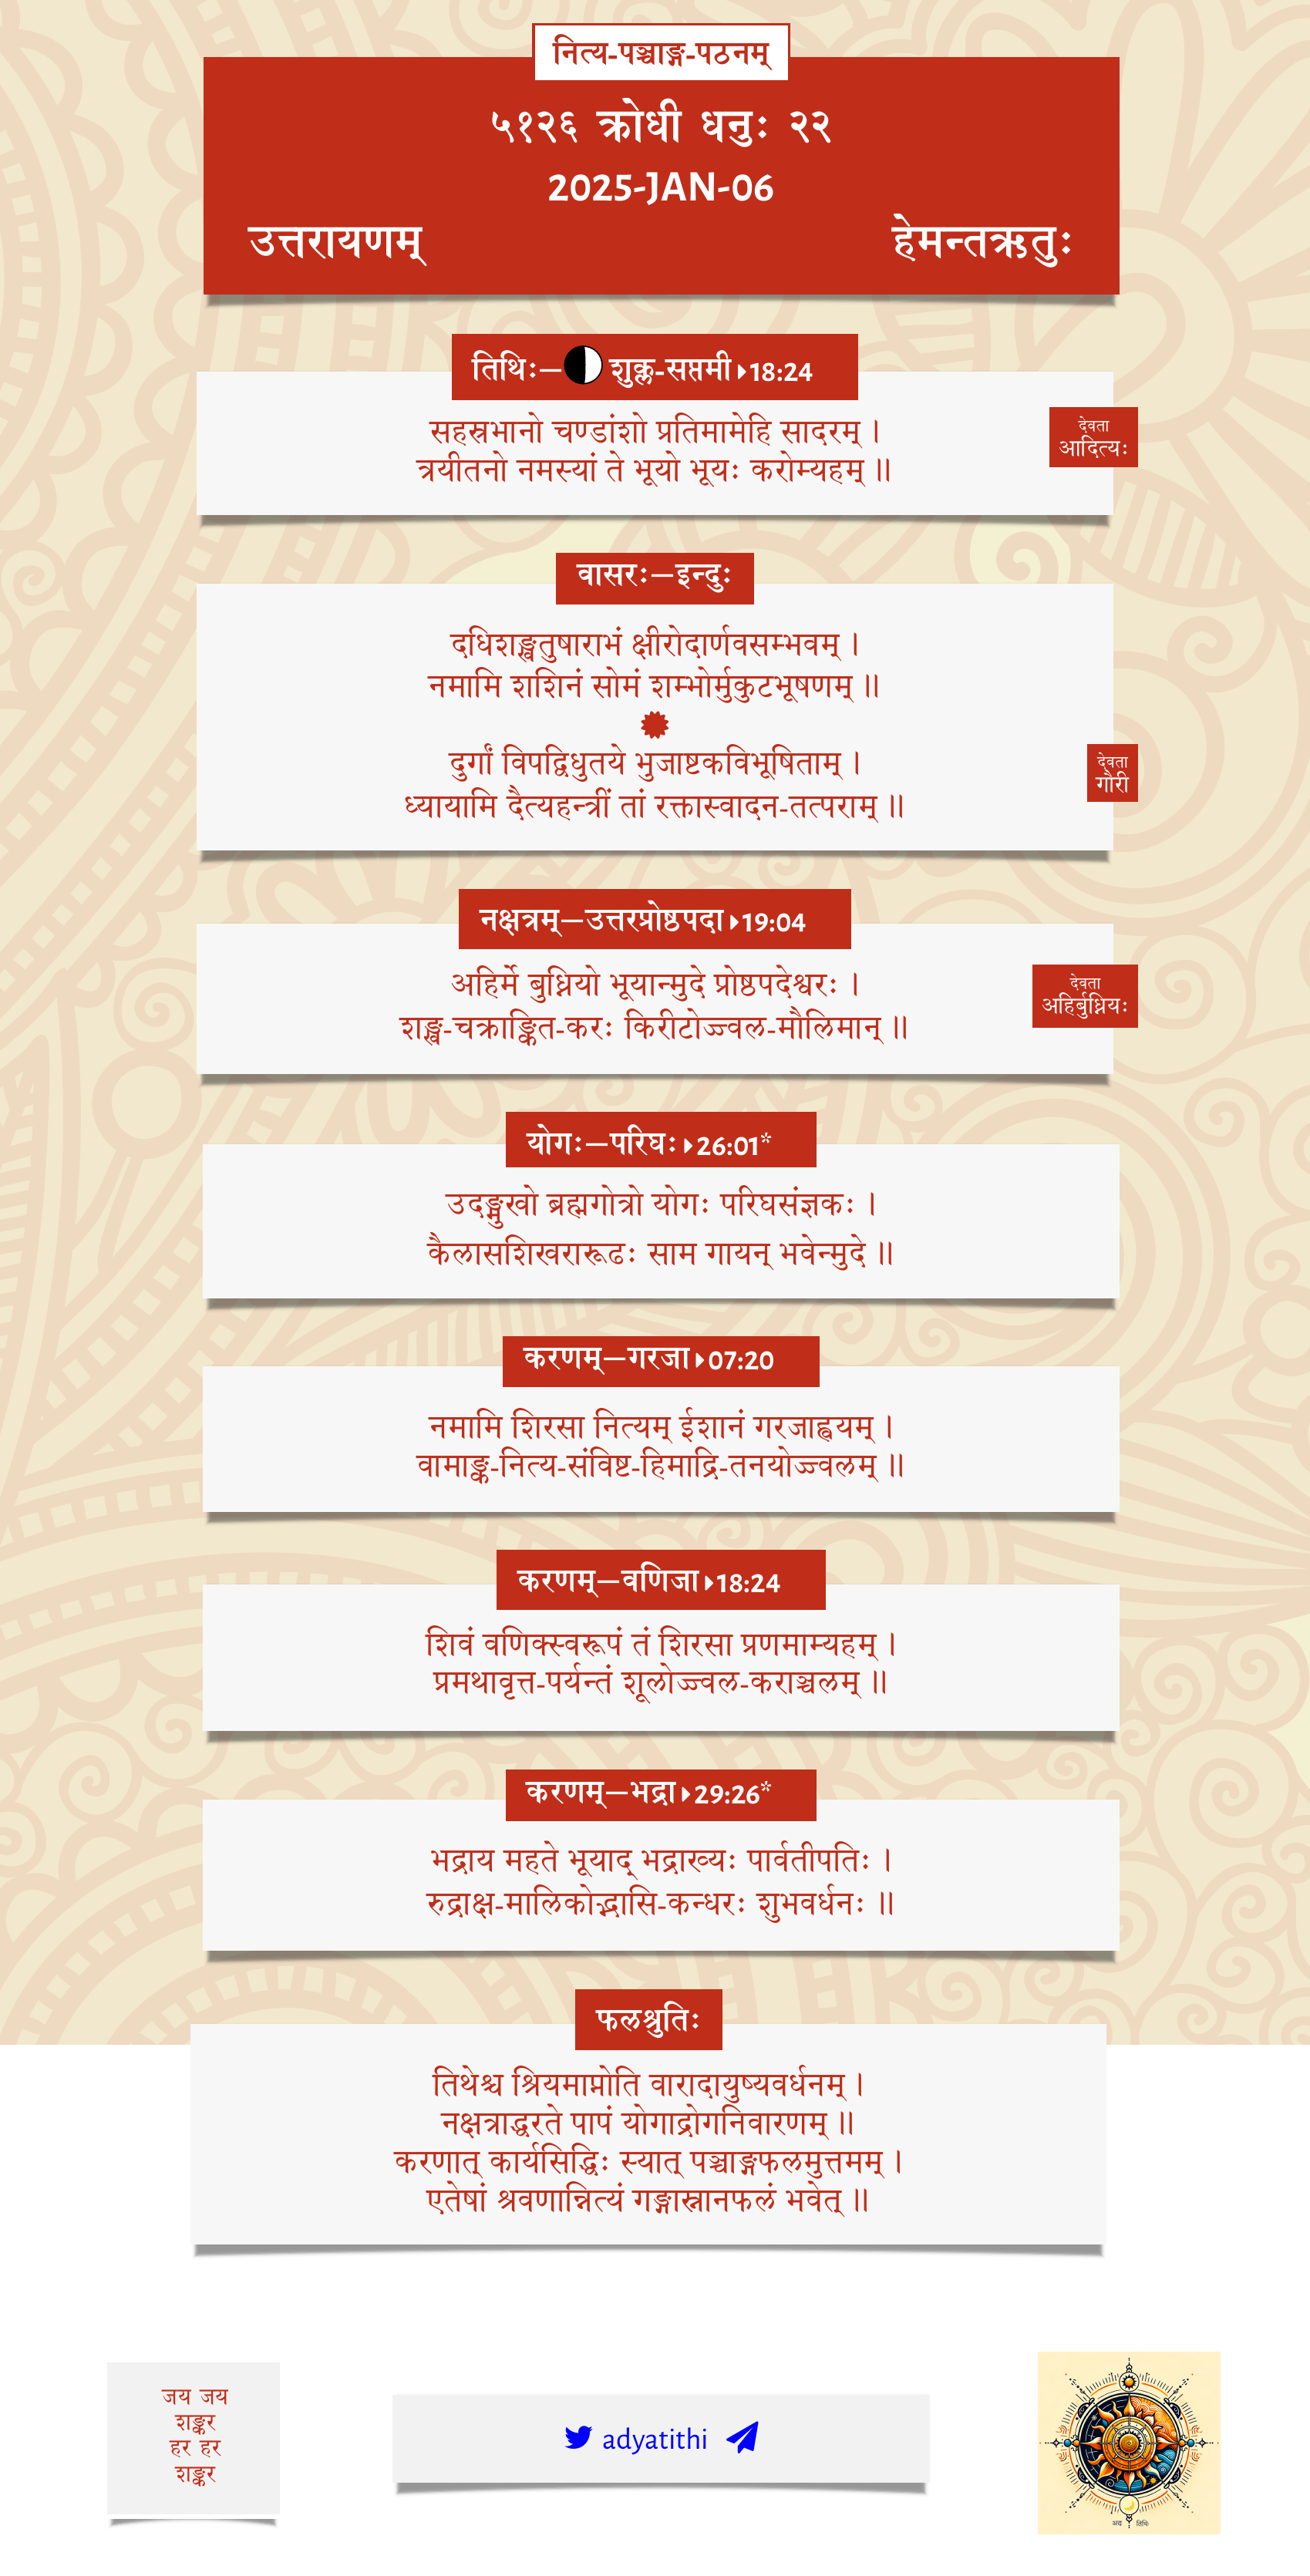 नित्य-पञ्चाङ्ग-पठनम्
५१२६ क्रोधी धनुः २२
2025-JAN-06
उत्तरायणम्
हेमन्तऋतुः
तिथिः—शुक्ल-सप्तमी 18:24
सहस्रभानो चण्डांशो प्रतिमामेहि सादरम् ।
त्रयीतनो नमस्यां ते भूयो भूयः करोम्यहम् ॥
देवता
आदित्यः
वासरः—इन्दुः
दधिशङ्खतुषाराभं क्षीरोदार्णवसम्भवम् ।
नमामि शशिनं सोमं शम्भोर्मुकुटभूषणम् ॥
दुर्गां विपद्विधुतये भुजाष्टकविभूषिताम् ।
ध्यायामि दैत्यहन्त्रीं तां रक्तास्वादन-तत्पराम् ॥
देवता
गौरी
नक्षत्रम्—उत्तरप्रोष्ठपदा 19:04
अहिर्मे बुध्नियो भूयान्मुदे प्रोष्ठपदेश्वरः ।
शङ्ख-चक्राङ्कित-करः किरीटोज्ज्वल-मौलिमान् ॥
देवता
अहिर्बुध्नियः
योगः—परिघः 26:01*
उदङ्मुखो ब्रह्मगोत्रो योगः परिघसंज्ञकः ।
कैलासशिखरारूढः साम गायन् भवेन्मुदे ॥
करणम्—गरजा 07:20
नमामि शिरसा नित्यम् ईशानं गरजाह्वयम् ।
वामाङ्क-नित्य-संविष्ट-हिमाद्रि-तनयोज्ज्वलम् ॥
करणम्—वणिजा 18:24
शिवं वणिक्स्वरूपं तं शिरसा प्रणमाम्यहम् ।
प्रमथावृत्त-पर्यन्तं शूलोज्ज्वल-कराञ्चलम् ॥
करणम्—भद्रा 29:26*
भद्राय महते भूयाद् भद्राख्यः पार्वतीपतिः ।
रुद्राक्ष-मालिकोद्भासि-कन्धरः शुभवर्धनः ॥
फलश्रुतिः
तिथेश्च श्रियमाप्नोति वारादायुष्यवर्धनम् ।
नक्षत्राद्धरते पापं योगाद्रोगनिवारणम् ॥
करणात् कार्यसिद्धिः स्यात् पञ्चाङ्गफलमुत्तमम् ।
एतेषां श्रवणान्नित्यं गङ्गास्नानफलं भवेत् ॥
जय जय
शङ्कर
हर हर
शङ्कर
adyatithi
अद्य तिथिः